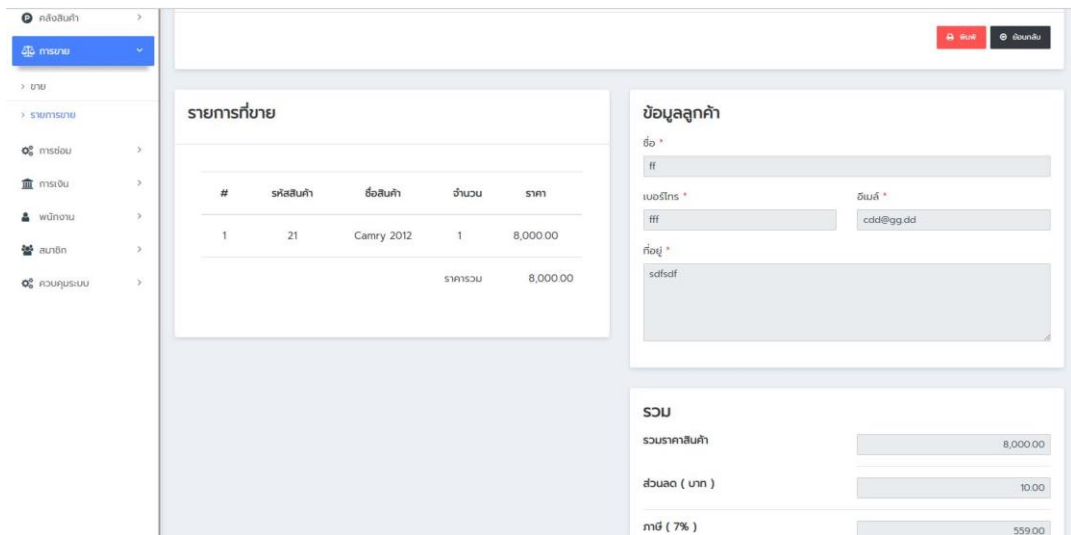 คลังสินค้า
การขาย
ขาย
รายการขาย
การซ่อม
การเงิน
พนักงาน
สมาชิก
ควบคุมระบบ
พิมพ์ ย้อนกลับ
รายการที่ขาย
# รหัสสินค้า ชื่อสินค้า จำนวน ราคา
1 21 Camry 2012 1 8,000.00
ราคารวม 8,000.00
ข้อมูลลูกค้า
ชื่อ *
ff
เบอร์โทร * อีเมล์ *
fff cdd@gg.dd
ที่อยู่ *
sdfsdf
รวม
รวมราคาสินค้า 8,000.00
ส่วนลด ( บาท ) 10.00
ภาษี ( 7% ) 559.00